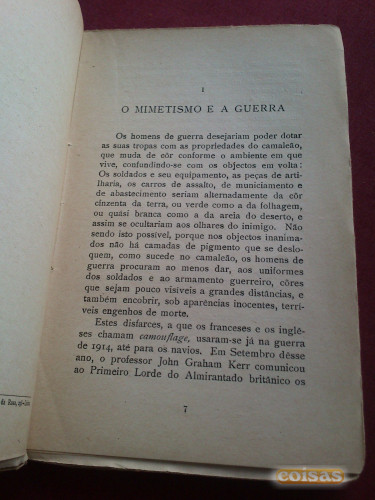 I
O MIMETISMO E A GUERRA
Os homens de guerra desejariam poder dotar
as suas tropas com as propriedades do camaleão,
que muda de côr conforme o ambiente em que
vive, confundindo-se com os objectos em volta:
Os soldados e seu equipamento, as peças de arti-
lharia, os carros de assalto, de municiamento e
de abastecimento seriam alternadamente da côr
cinzenta da terra, ou verde como a da folhagem,
ou quási branca como a da areia do deserto, e
assim se ocultariam aos olhares do inimigo. Não
sendo isto possível, porque nos objectos inanima-
dos não há camadas de pigmento que se deslo-
quem, como sucede no camaleão, os homens de
guerra procuram ao menos dar, aos uniformes
dos soldados e ao armamento guerreiro, côres
que sejam pouco visíveis a grandes distâncias, e
também encobrir, sob aparências inocentes, terrí-
veis engenhos de morte.
Estes disfarces, a que os franceses e os inglê-
ses chamam camouflage, usaram-se já na guerra
de 1914, até para os navios. Em Setembro dêsse
ano, o professor John Graham Kerr comunicou
ao Primeiro Lorde do Almirantado britânico os
7
coisas